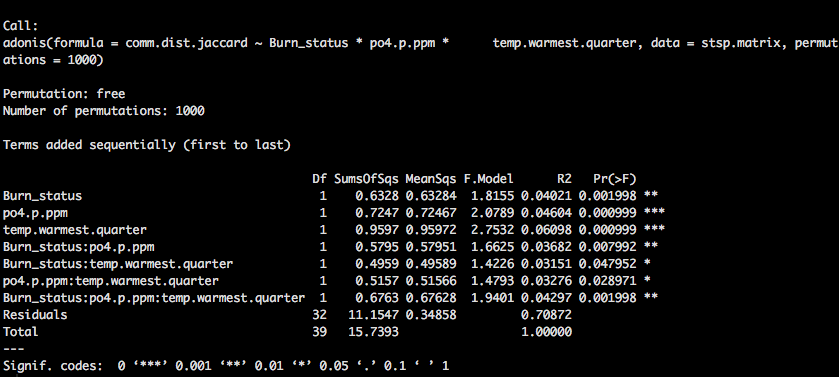 Call:
adonis(formula = comm.dist.jaccard ~ Burn_status * po4.p.ppm *      temp.warmest.quarter, data = stsp.matrix, permut
ations = 1000)
Permutation: free
Number of permutations: 1000
Terms added sequentially (first to last)
                                         Df SumsOfSqs MeanSqs F.Model      R2   Pr(>F)
Burn_status                               1    0.6328 0.63284  1.8155 0.04021 0.001998 **
po4.p.ppm                                 1    0.7247 0.72467  2.0789 0.04604 0.000999 ***
temp.warmest.quarter                      1    0.9597 0.95972  2.7532 0.06098 0.000999 ***
Burn_status:po4.p.ppm                     1    0.5795 0.57951  1.6625 0.03682 0.007992 **
Burn_status:temp.warmest.quarter          1    0.4959 0.49589  1.4226 0.03151 0.047952 *
po4.p.ppm:temp.warmest.quarter            1    0.5157 0.51566  1.4793 0.03276 0.028971 *
Burn_status:po4.p.ppm:temp.warmest.quarter  1    0.6763 0.67628  1.9401 0.04297 0.001998 **
Residuals                                32   11.1547 0.34858         0.70872
Total                                    39   15.7393                 1.00000
---
Signif. codes:  0 ‘***’ 0.001 ‘**’ 0.01 ‘*’ 0.05 ‘.’ 0.1 ‘ ’ 1